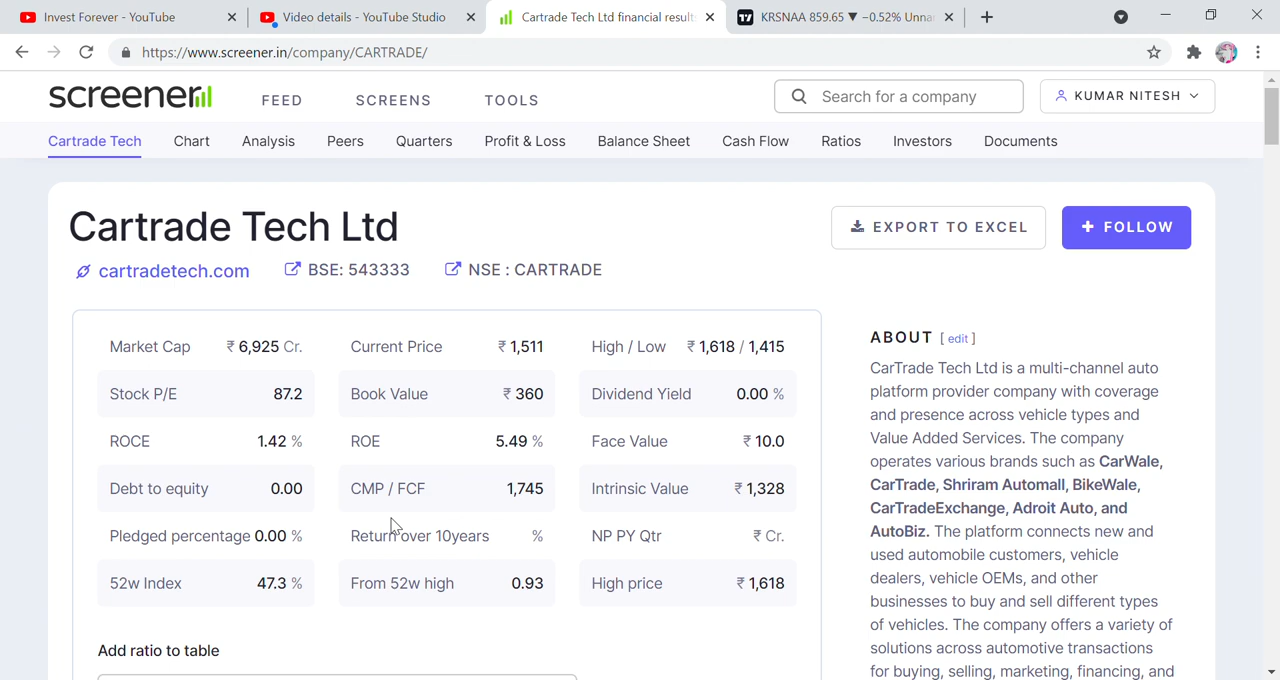 Invest Forever - YouTube
Video details - YouTube Studio
Cartrade Tech Ltd financial result
KRSNAA 859.65 ▼ −0.52% Unna
https://www.screener.in/company/CARTRADE/
screener
FEED
SCREENS
TOOLS
Search for a company
KUMAR NITESH
Cartrade Tech
Chart
Analysis
Peers
Quarters
Profit & Loss
Balance Sheet
Cash Flow
Ratios
Investors
Documents
Cartrade Tech Ltd
EXPORT TO EXCEL
+ FOLLOW
cartradetech.com
BSE: 543333
NSE : CARTRADE
Market Cap ₹ 6,925 Cr.
Current Price ₹ 1,511
High / Low ₹ 1,618 / 1,415
Stock P/E 87.2
Book Value ₹ 360
Dividend Yield 0.00 %
ROCE 1.42 %
ROE 5.49 %
Face Value ₹ 10.0
Debt to equity 0.00
CMP / FCF 1,745
Intrinsic Value ₹ 1,328
Pledged percentage 0.00 %
Return over 10years %
NP PY Qtr ₹ Cr.
52w Index 47.3 %
From 52w high 0.93
High price ₹ 1,618
Add ratio to table
ABOUT [ edit ]
CarTrade Tech Ltd is a multi-channel auto
platform provider company with coverage
and presence across vehicle types and
Value Added Services. The company
operates various brands such as CarWale,
CarTrade, Shriram Automall, BikeWale,
CarTradeExchange, Adroit Auto, and
AutoBiz. The platform connects new and
used automobile customers, vehicle
dealers, vehicle OEMs, and other
businesses to buy and sell different types
of vehicles. The company offers a variety of
solutions across automotive transactions
for buying, selling, marketing, financing, and